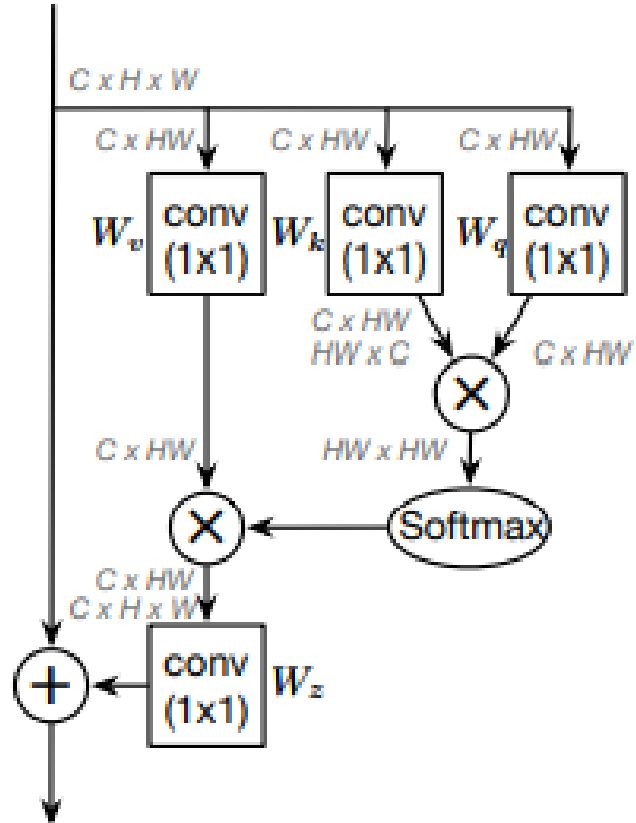 C x H x W
C x HW
C x HW
C x HW
W_v
conv
(1x1)
W_k
conv
(1x1)
W_q
conv
(1x1)
C x HW
HW x C
C x HW
×
C x HW
HW x HW
×
Softmax
C x HW
C x H x W
+
conv
(1x1)
W_z